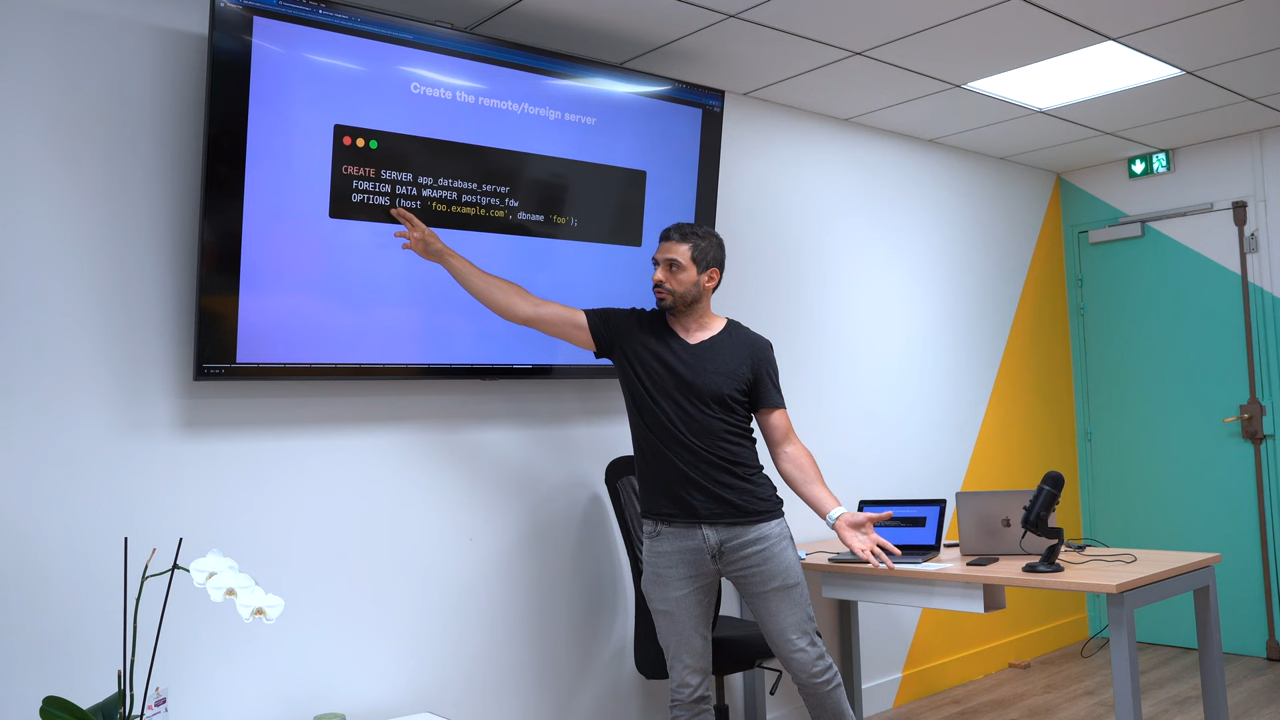 Create the remote/foreign server
CREATE SERVER app_database_server
FOREIGN DATA WRAPPER postgres_fdw
OPTIONS (host 'foo.example.com', dbname 'foo');